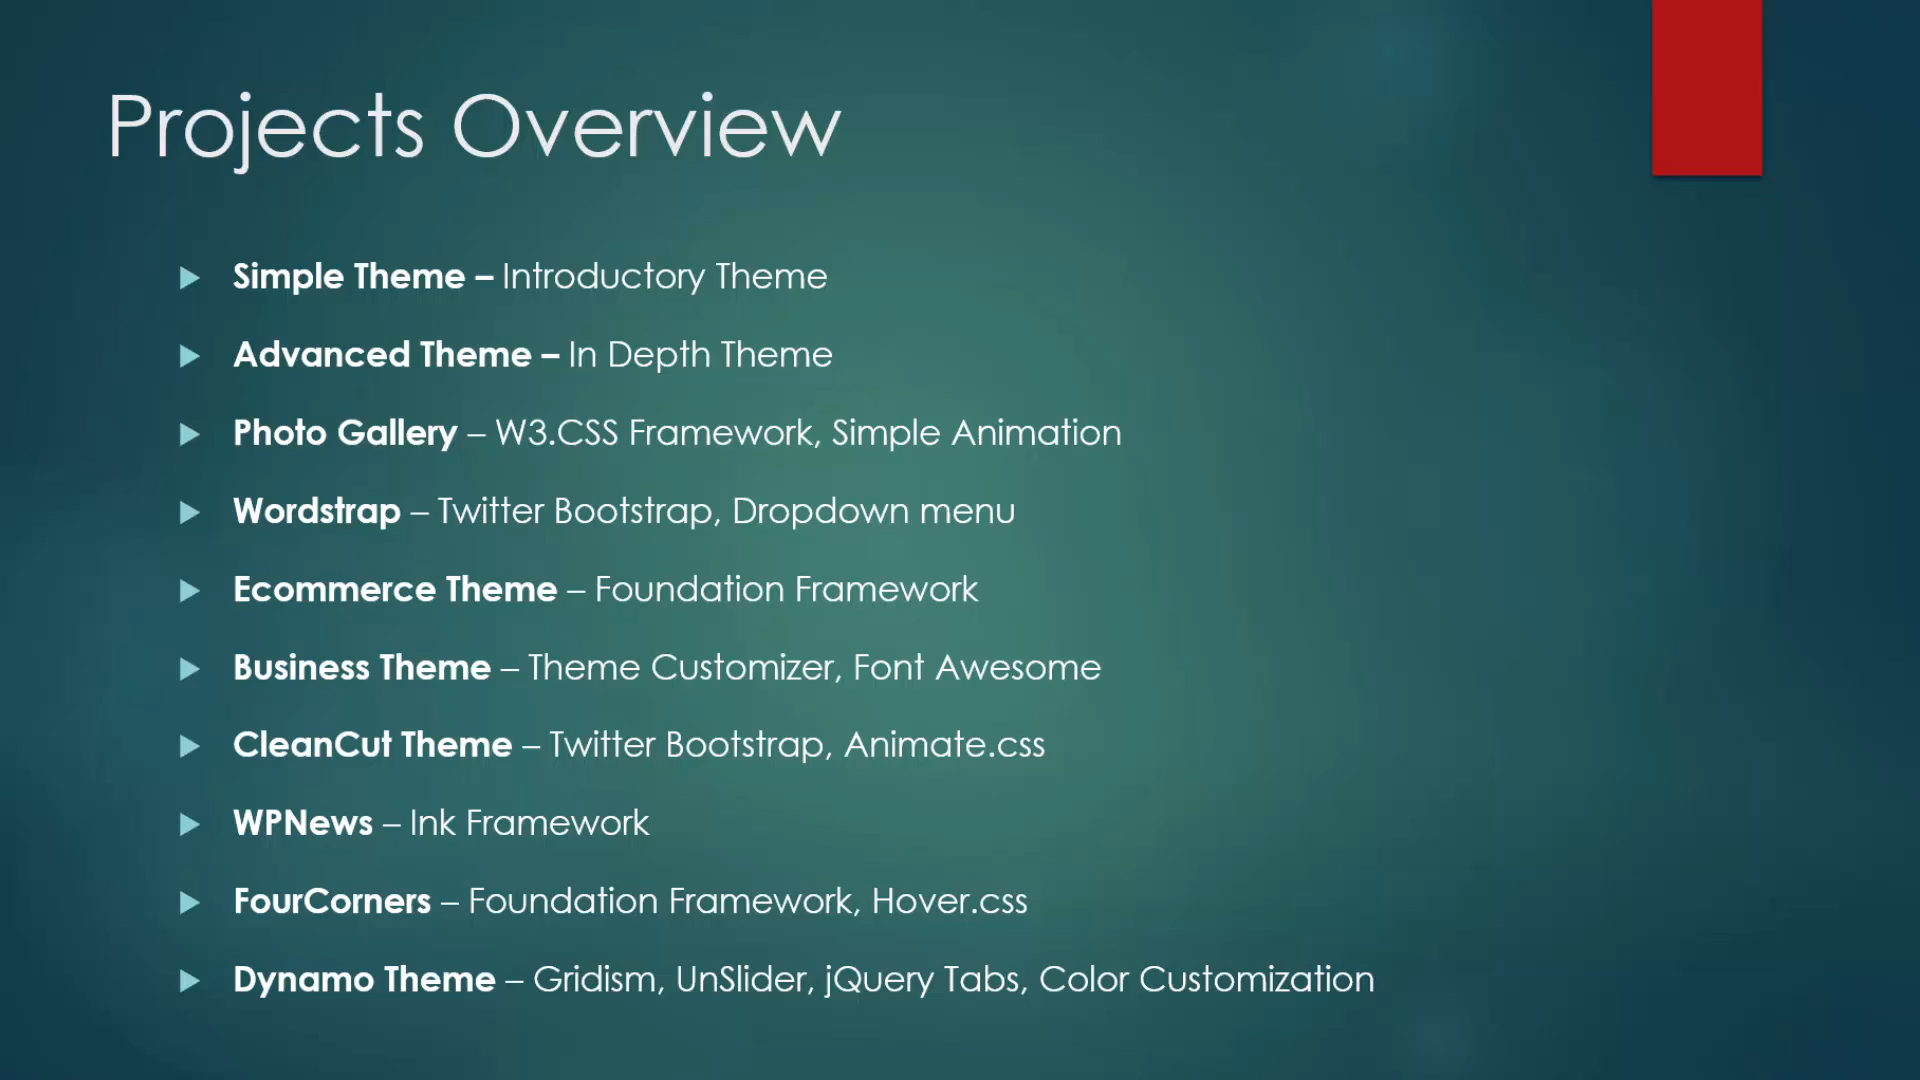 Projects Overview
Simple Theme – Introductory Theme
Advanced Theme – In Depth Theme
Photo Gallery – W3.CSS Framework, Simple Animation
Wordstrap – Twitter Bootstrap, Dropdown menu
Ecommerce Theme – Foundation Framework
Business Theme – Theme Customizer, Font Awesome
CleanCut Theme – Twitter Bootstrap, Animate.css
WPNews – Ink Framework
FourCorners – Foundation Framework, Hover.css
Dynamo Theme – Gridism, UnSlider, jQuery Tabs, Color Customization